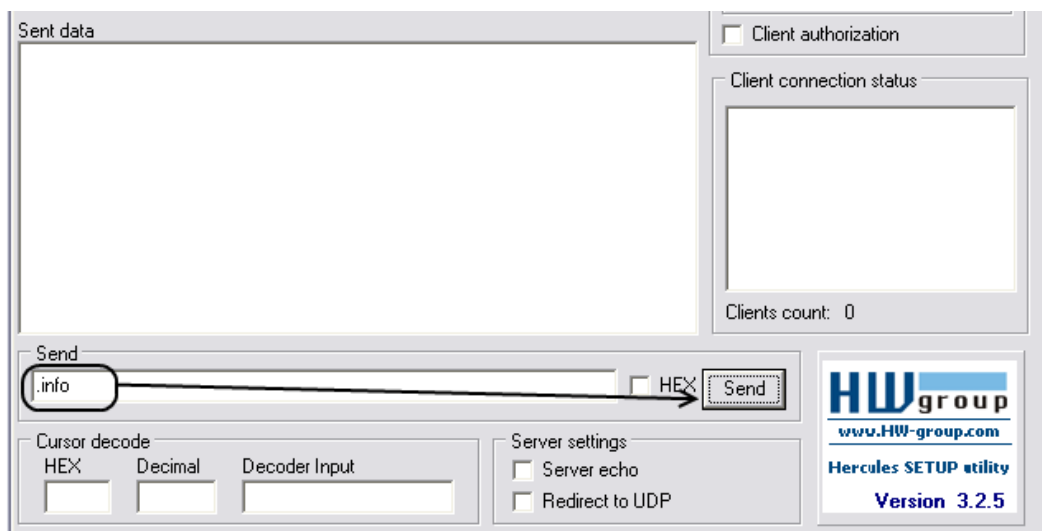 Sent data
Client authorization
Client connection status
Clients count: 0
Send
.info
HEX
Send
Cursor decode
HEX Decimal Decoder Input
Server settings
Server echo
Redirect to UDP
HWgroup
www.HW-group.com
Hercules SETUP utility
Version 3.2.5